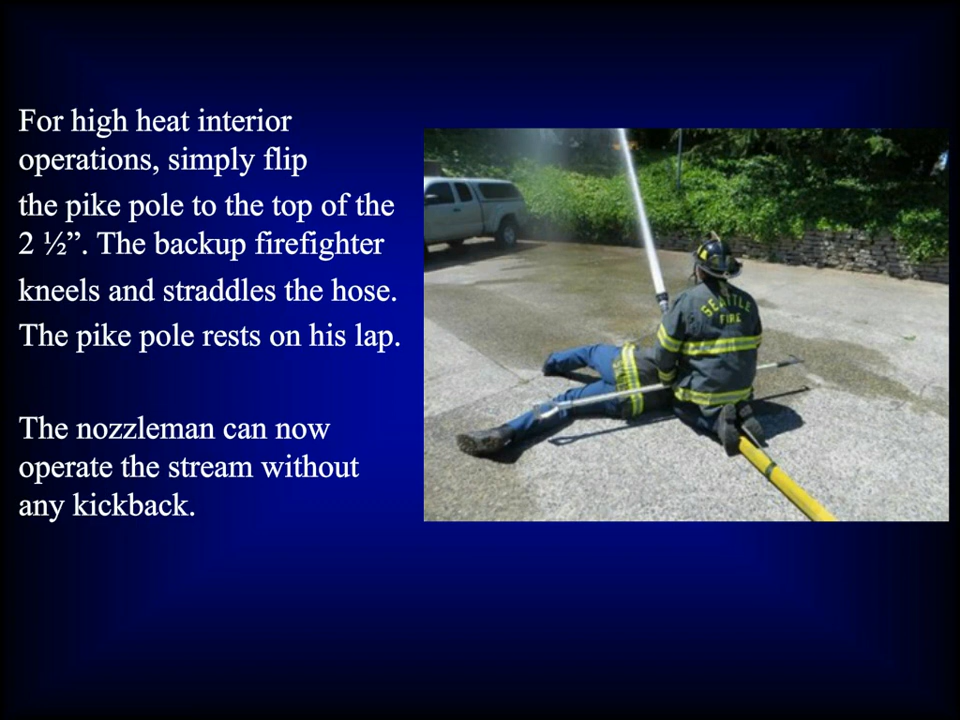 For high heat interior
operations, simply flip
the pike pole to the top of the
2 ½”. The backup firefighter
kneels and straddles the hose.
The pike pole rests on his lap.
The nozzleman can now
operate the stream without
any kickback.
SEATTLE
FIRE